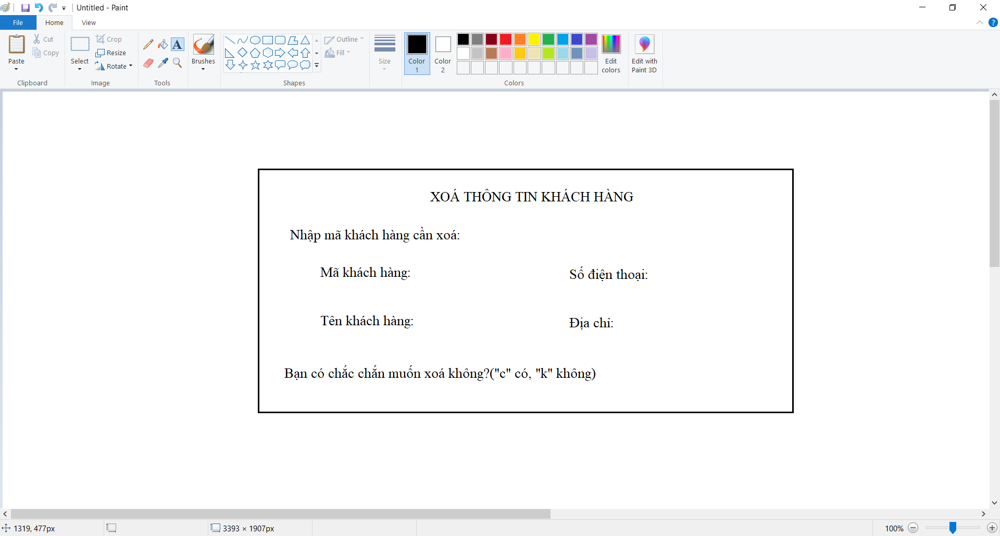 Untitled - Paint
File Home View
Paste
Cut
Copy
Clipboard
Select
Crop
Resize
Rotate
Image
Tools
Brushes
Shapes
Outline
Fill
Size
Color 1
Color 2
Edit colors
Colors
Edit with Paint 3D
XOÁ THÔNG TIN KHÁCH HÀNG
Nhập mã khách hàng cần xoá:
Mã khách hàng: Số điện thoại:
Tên khách hàng: Địa chỉ:
Bạn có chắc chắn muốn xoá không?("c" có, "k" không)
1319, 477px 3393 × 1907px 100%